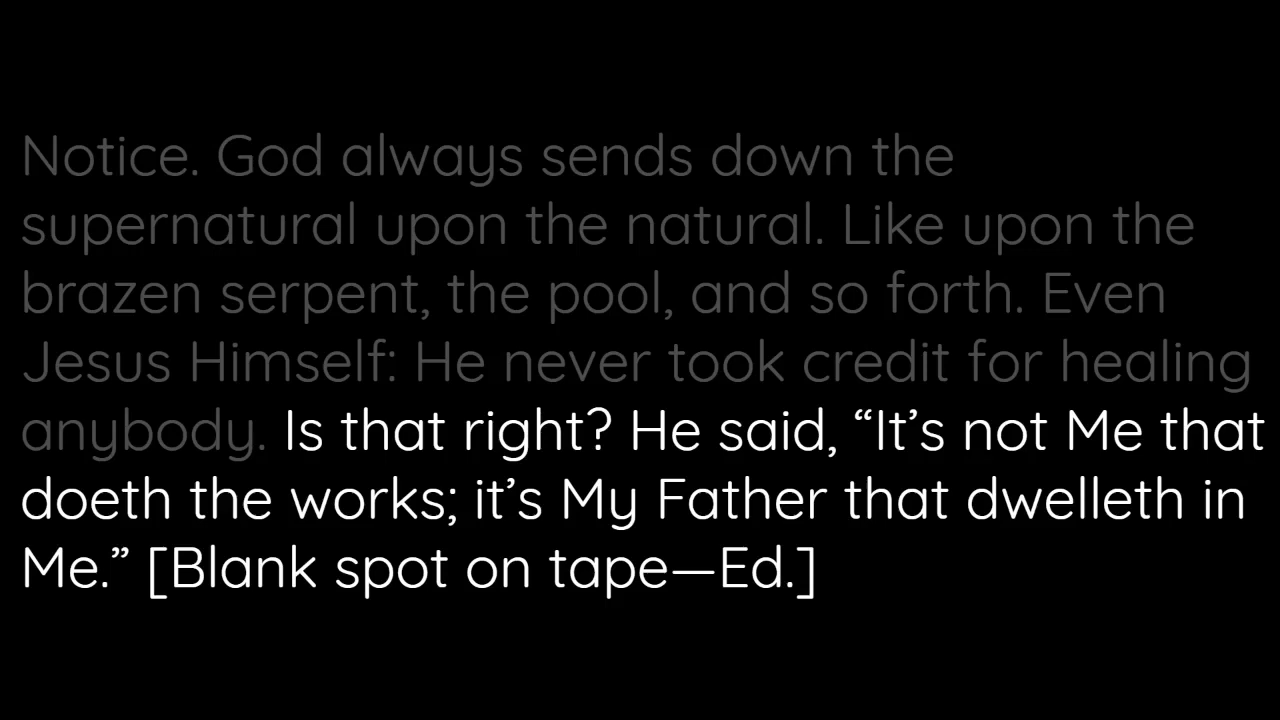 Notice. God always sends down the
supernatural upon the natural. Like upon the
brazen serpent, the pool, and so forth. Even
Jesus Himself: He never took credit for healing
anybody. Is that right? He said, “It’s not Me that
doeth the works; it’s My Father that dwelleth in
Me.” [Blank spot on tape—Ed.]